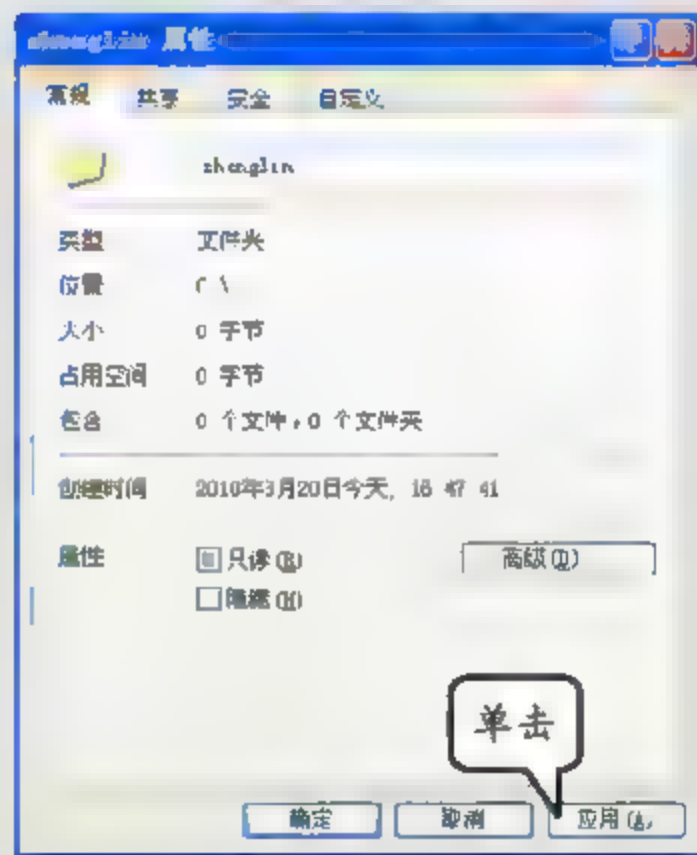 zhenglin 属性
常规 共享 安全 自定义
zhenglin
类型 文件夹
位置 C \
大小 0 字节
占用空间 0 字节
包含 0 个文件,0 个文件夹
创建时间 2010年3月20日今天, 16 47 41
属性 只读(R) 高级(D)
隐藏(H)
单击
确定 取消 应用(A)